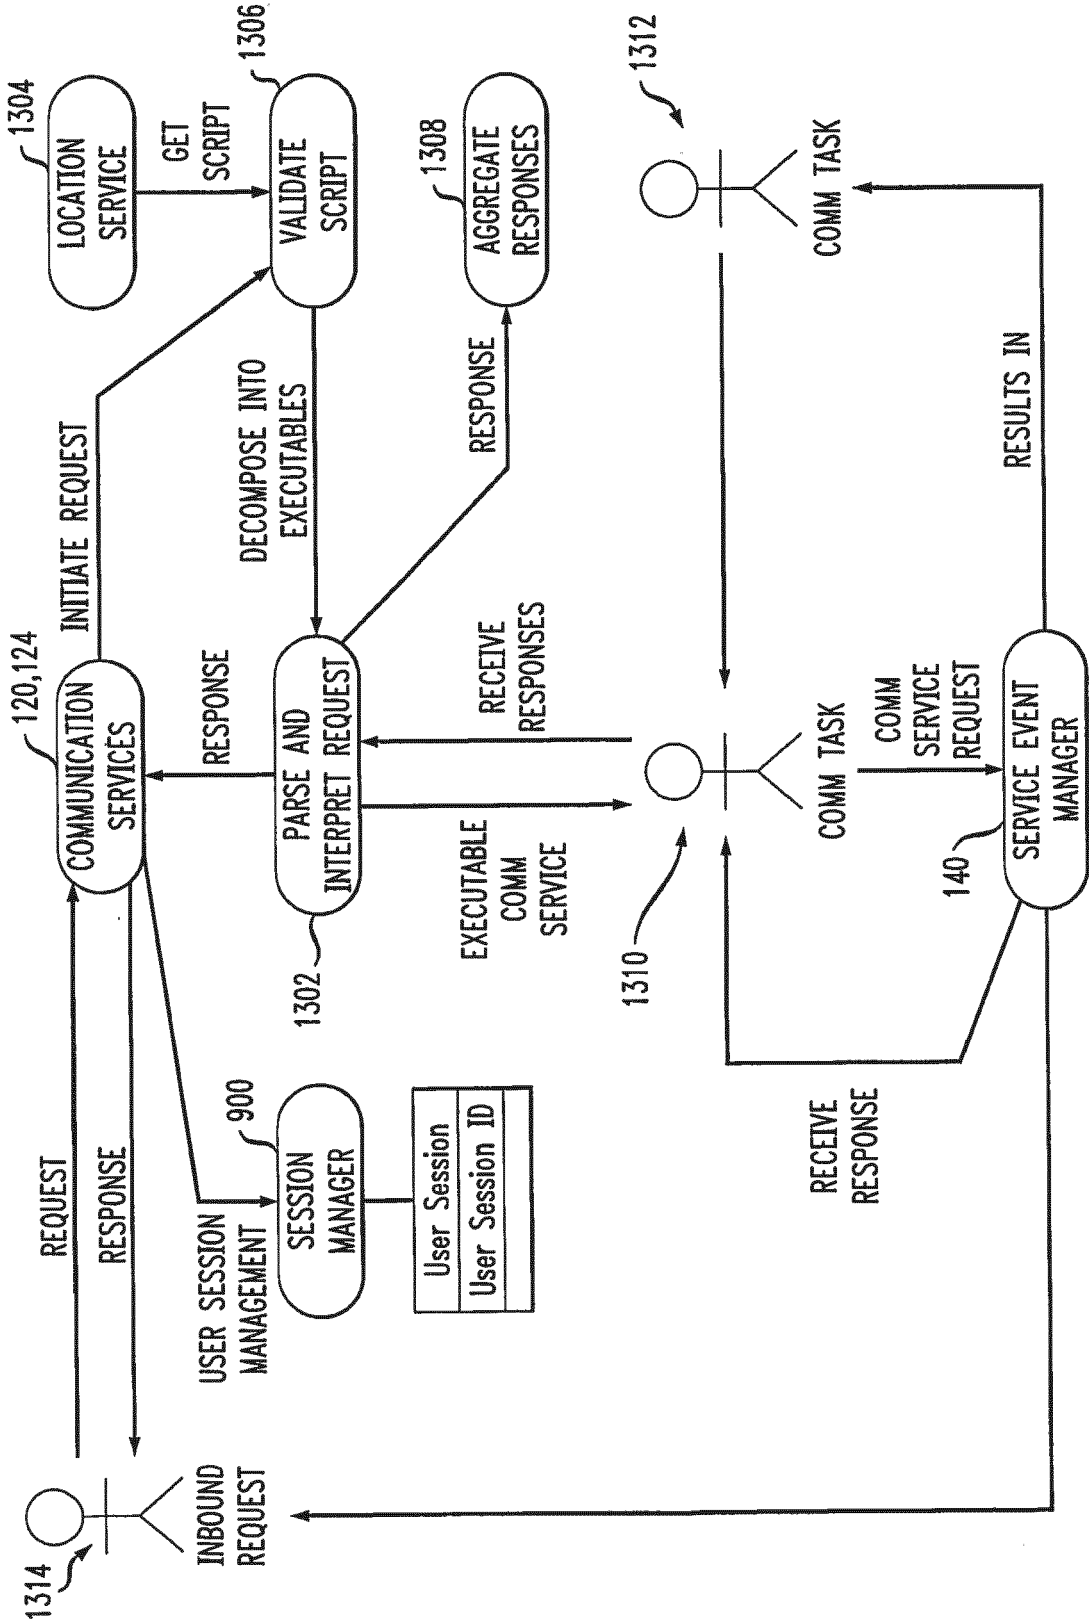 1314
INBOUND
REQUEST
REQUEST
RESPONSE
120,124
COMMUNICATION
SERVICES
INITIATE REQUEST
1304
LOCATION
SERVICE
GET
SCRIPT
USER SESSION
MANAGEMENT
900
SESSION
MANAGER
User Session
User Session ID
RESPONSE
1302
PARSE AND
INTERPRET REQUEST
DECOMPOSE INTO
EXECUTABLES
1306
VALIDATE
SCRIPT
RESPONSE
1308
AGGREGATE
RESPONSES
EXECUTABLE
COMM
SERVICE
RECEIVE
RESPONSES
1310
COMM TASK
1312
COMM TASK
RECEIVE
RESPONSE
COMM
SERVICE
REQUEST
140
SERVICE EVENT
MANAGER
RESULTS IN